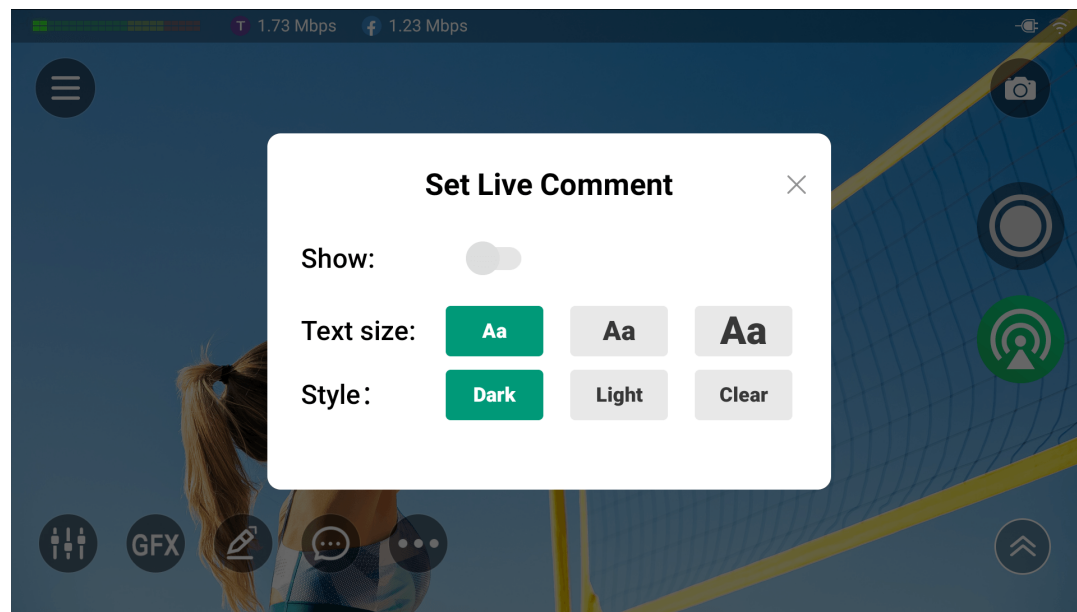 T 1.73 Mbps f 1.23 Mbps
Set Live Comment
Show:
Text size: Aa Aa Aa
Style: Dark Light Clear
GFX